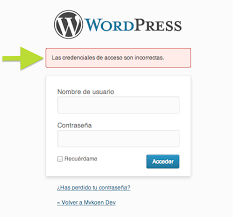 WORDPRESS
Las credenciales de acceso son incorrectas.
Nombre de usuario
Contraseña
Recuérdame
Acceder
¿Has perdido tu contraseña?
« Volver a Mykoen Dev